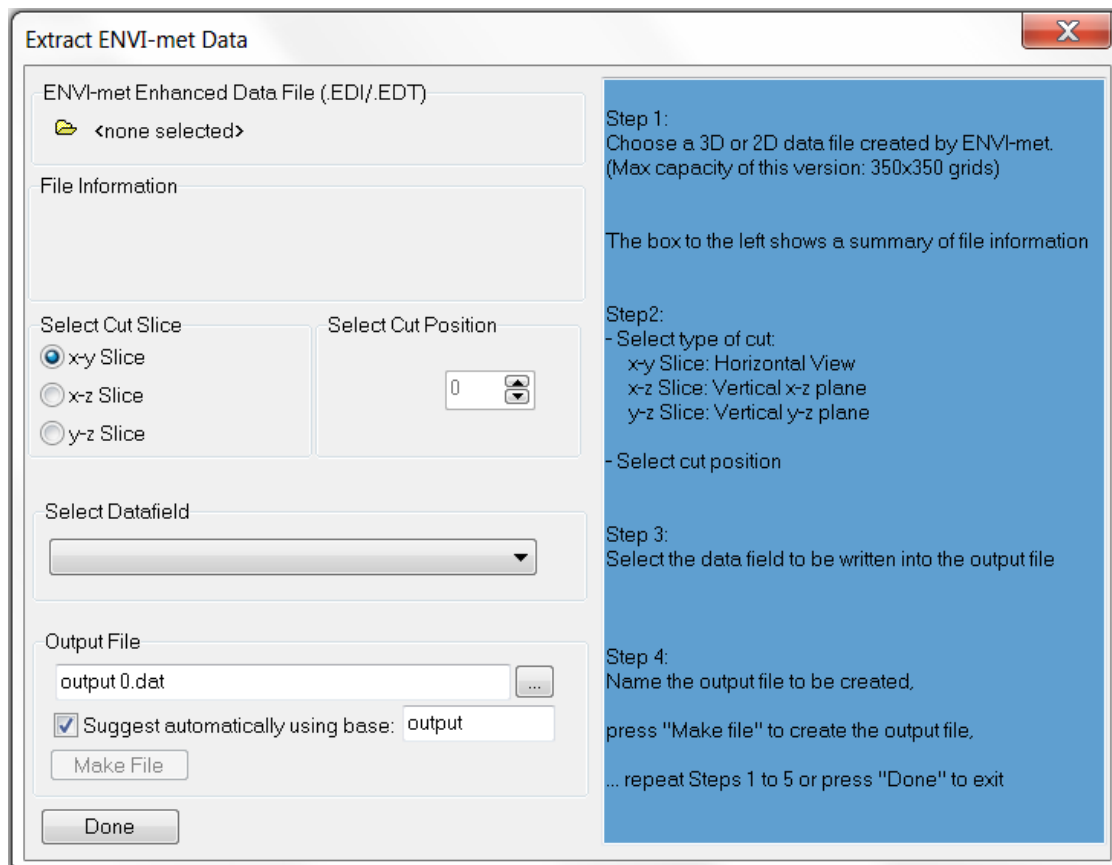 Extract ENVI-met Data
X
ENVI-met Enhanced Data File (.EDI/.EDT)
<none selected>
File Information
Select Cut Slice
x-y Slice
x-z Slice
y-z Slice
Select Cut Position
0
Select Datafield
Output File
output 0.dat
...
Suggest automatically using base: output
Make File
Done
Step 1:
Choose a 3D or 2D data file created by ENVI-met.
(Max capacity of this version: 350x350 grids)
The box to the left shows a summary of file information
Step2:
- Select type of cut:
x-y Slice: Horizontal View
x-z Slice: Vertical x-z plane
y-z Slice: Vertical y-z plane
- Select cut position
Step 3:
Select the data field to be written into the output file
Step 4:
Name the output file to be created,
press "Make file" to create the output file,
... repeat Steps 1 to 5 or press "Done" to exit